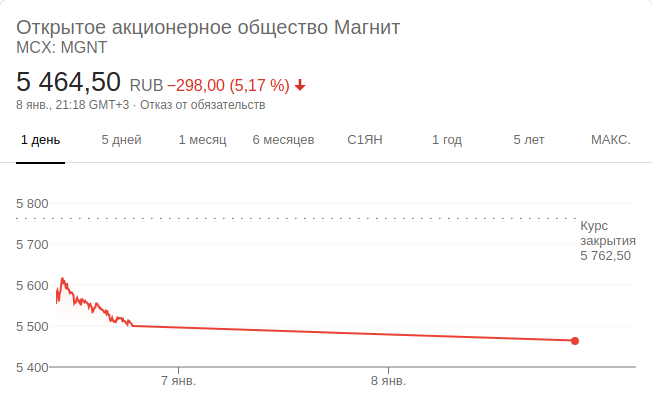 Открытое акционерное общество Магнит
MCX: MGNT
5 464,50 RUB −298,00 (5,17 %)
8 янв., 21:18 GMT+3 · Отказ от обязательств
1 день 5 дней 1 месяц 6 месяцев С1ЯН 1 год 5 лет МАКС.
5 800
Курс
закрытия
5 762,50
5 700
5 600
5 500
5 400
7 янв. 8 янв.